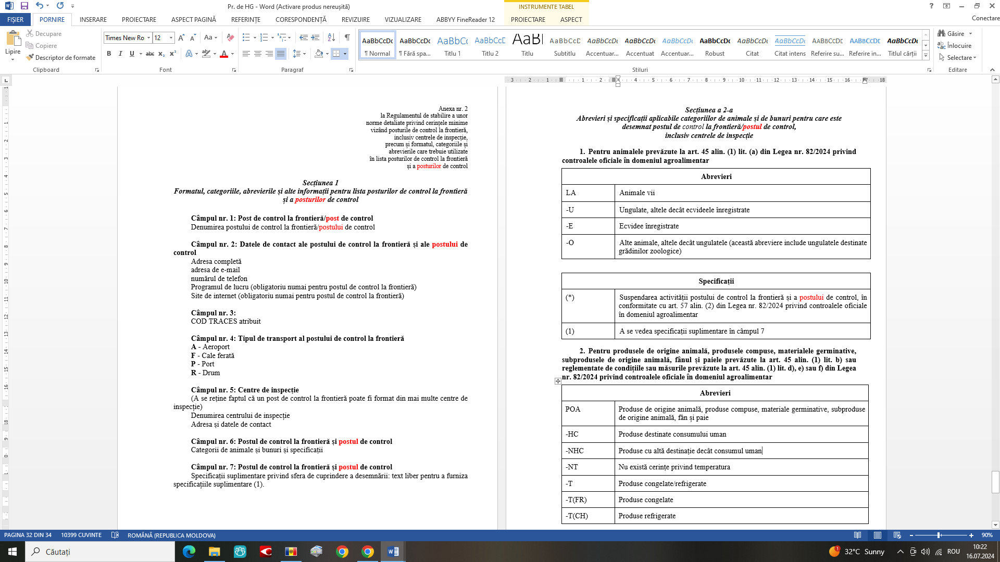 Pr. de HG - Word (Activare produs nereușită)
INSTRUMENTE TABEL
FIȘIER
PORNIRE
INSERARE
PROIECTARE
ASPECT PAGINĂ
REFERINȚE
CORESPONDENȚĂ
REVIZUIRE
VIZUALIZARE
ABBYY FineReader 12
PROIECTARE
ASPECT
Conectare
Lipire
Decupare
Copiere
Descriptor de formate
Clipboard
Times New Ro
12
Font
Paragraf
AaBbCcDc
¶ Normal
AaBbCcDc
¶ Fără spa...
AaBbC
Titlu 1
AaBbCcD
Titlu 2
AaBl
Titlu
AaBbCcD
Subtitlu
AaBbCcDc
Accentuar...
AaBbCcDc
Accentuat
AaBbCcDc
Accentuar...
AaBbCcDc
Robust
AaBbCcDc
Citat
AaBbCcDc
Citat intens
AABBCCDE
Referire su...
AABBCCDE
Referire in...
AaBbCcDc
Titlul cărții
Stiluri
Găsire
Înlocuire
Selectare
Editare
Anexa nr. 2
la Regulamentul de stabilire a unor
norme detaliate privind cerințele minime
vizând posturile de control la frontieră,
inclusiv centrele de inspecție,
precum și formatul, categoriile și
abrevierile care trebuie utilizate
în lista posturilor de control la frontieră
și a posturilor de control
Secțiunea 1
Formatul, categoriile, abrevierile și alte informații pentru lista posturilor de control la frontieră
și a posturilor de control
Câmpul nr. 1: Post de control la frontieră/post de control
Denumirea postului de control la frontieră/postului de control
Câmpul nr. 2: Datele de contact ale postului de control la frontieră și ale postului de
control
Adresa completă
adresa de e-mail
numărul de telefon
Programul de lucru (obligatoriu numai pentru postul de control la frontieră)
Site de internet (obligatoriu numai pentru postul de control la frontieră)
Câmpul nr. 3:
COD TRACES atribuit
Câmpul nr. 4: Tipul de transport al postului de control la frontieră
A - Aeroport
F - Cale ferată
P - Port
R - Drum
Câmpul nr. 5: Centre de inspecție
(A se reține faptul că un post de control la frontieră poate fi format din mai multe centre de
inspecție)
Denumirea centrului de inspecție
Adresa și datele de contact
Câmpul nr. 6: Postul de control la frontieră și postul de control
Categorii de animale și bunuri și specificații
Câmpul nr. 7: Postul de control la frontieră și postul de control
Specificații suplimentare privind sfera de cuprindere a desemnării: text liber pentru a furniza
specificațiile suplimentare (1).
Secțiunea a 2-a
Abrevieri și specificații aplicabile categoriilor de animale și de bunuri pentru care este
desemnat postul de control la frontieră/postul de control,
inclusiv centrele de inspecție
1. Pentru animalele prevăzute la art. 45 alin. (1) lit. (a) din Legea nr. 82/2024 privind
controalele oficiale în domeniul agroalimentar
Abrevieri
LA Animale vii
-U Ungulate, altele decât ecvideele înregistrate
-E Ecvidee înregistrate
-O Alte animale, altele decât ungulatele (această abreviere include ungulatele destinate
grădinilor zoologice)
Specificații
(*) Suspendarea activității postului de control la frontieră și a postului de control, în
conformitate cu art. 57 alin. (2) din Legea nr. 82/2024 privind controalele oficiale
în domeniul agroalimentar
(1) A se vedea specificații suplimentare în câmpul 7
2. Pentru produsele de origine animală, produsele compuse, materialele germinative,
subprodusele de origine animală, fânul și paiele prevăzute la art. 45 alin. (1) lit. b) sau
reglementate de condițiile sau măsurile prevăzute la art. 45 alin. (1) lit. d), e) sau f) din Legea
nr. 82/2024 privind controalele oficiale în domeniul agroalimentar
Abrevieri
POA Produse de origine animală, produse compuse, materiale germinative, subproduse
de origine animală, fân și paie
-HC Produse destinate consumului uman
-NHC Produse cu altă destinație decât consumul uman
-NT Nu există cerințe privind temperatura
-T Produse congelate/refrigerate
-T(FR) Produse congelate
-T(CH) Produse refrigerate
PAGINA 32 DIN 34
10399 CUVINTE
ROMÂNĂ (REPUBLICA MOLDOVA)
90%
Căutați
32°C Sunny
ROU
10:22
16.07.2024